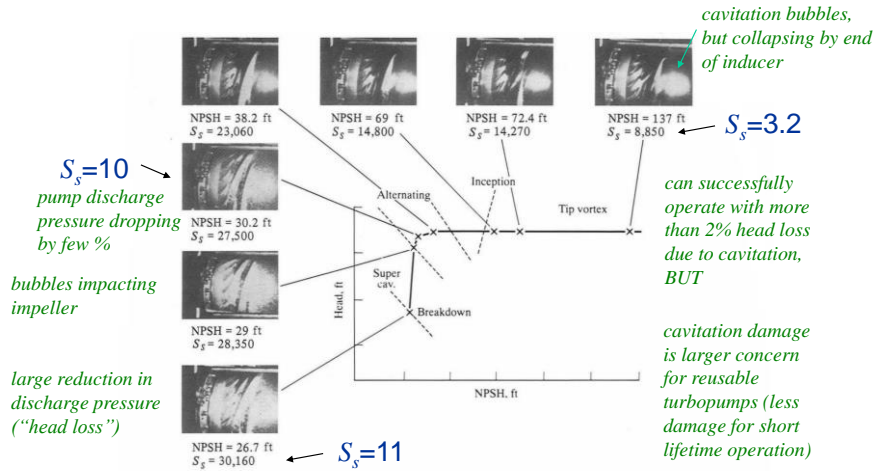 cavitation bubbles,
but collapsing by end
of inducer
NPSH = 38.2 ft
Sₛ = 23,060
NPSH = 69 ft
Sₛ = 14,800
NPSH = 72.4 ft
Sₛ = 14,270
NPSH = 137 ft
Sₛ = 8,850
Sₛ=3.2
Sₛ=10
pump discharge
pressure dropping
by few %
NPSH = 30.2 ft
Sₛ = 27,500
bubbles impacting
impeller
NPSH = 29 ft
Sₛ = 28,350
large reduction in
discharge pressure
(“head loss”)
NPSH = 26.7 ft
Sₛ = 30,160
Sₛ=11
Alternating
Inception
Tip vortex
Super
cav.
Breakdown
Head, ft
NPSH, ft
can successfully
operate with more
than 2% head loss
due to cavitation,
BUT
cavitation damage
is larger concern
for reusable
turbopumps (less
damage for short
lifetime operation)